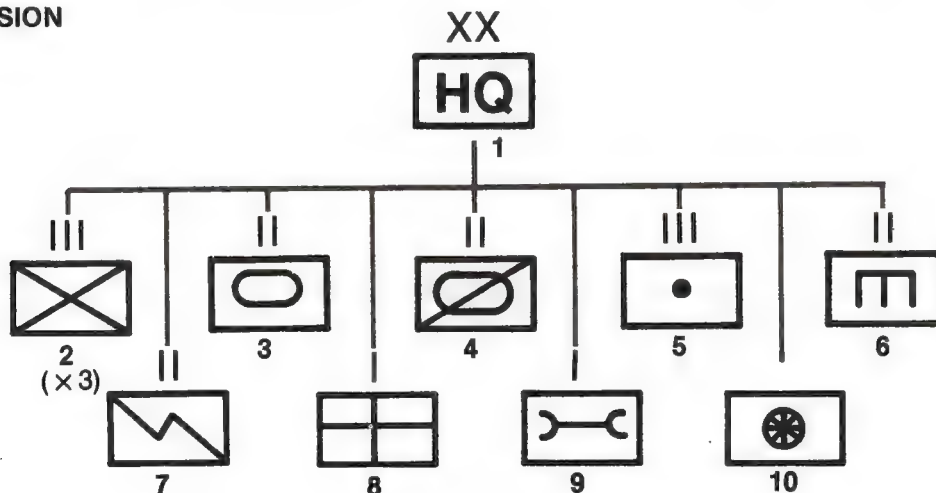 SION
XX
HQ
1
III II II III II
2 3 4 5 6
(×3) II I I
7 8 9 10